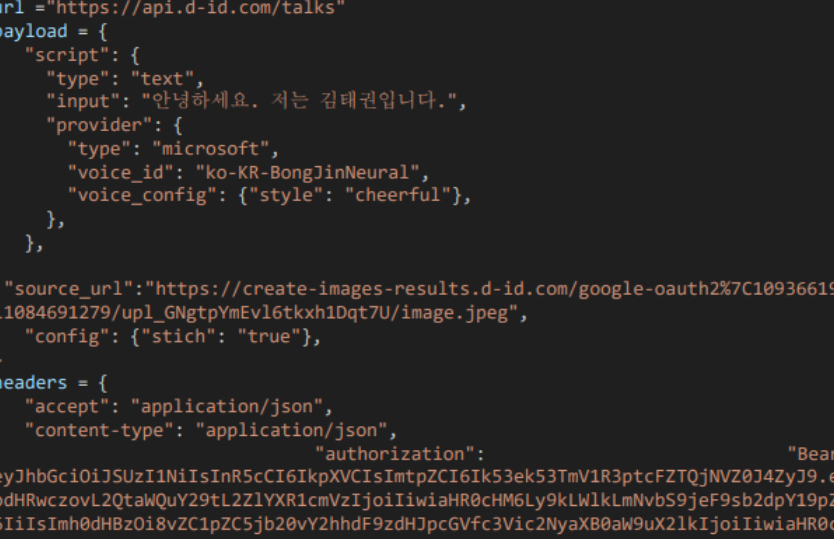 url ="https://api.d-id.com/talks"
payload = {
"script": {
"type": "text",
"input": "안녕하세요. 저는 김태권입니다.",
"provider": {
"type": "microsoft",
"voice_id": "ko-KR-BongJinNeural",
"voice_config": {"style": "cheerful"},
},
},
"source_url":"https://create-images-results.d-id.com/google-oauth2%7C10936619
11084691279/upl_GNgtpYmEvl6tkxh1Dqt7U/image.jpeg",
"config": {"stich": "true"},
headers = {
"accept": "application/json",
"content-type": "application/json",
"authorization": "Bear
eyJhbGciOiJSUzI1NiIsInR5cCI6IkpXVCIsImtpZCI6Ik53ek53TmV1R3ptcFZTQjNVZ0J4ZyJ9.e
odHRwczovL2QtaWQuY29tL2ZlYXR1cmVzIjoiIiwiaHR0cHM6Ly9kLWlkLmNvbS9jeF9sb2dpY19pZ
5IiIsImh0dHBzOi8vZC1pZC5jb20vY2hhdF9zdHJpcGVfc3Vic2NyaXB0aW9uX2lkIjoiIiwiaHR0c